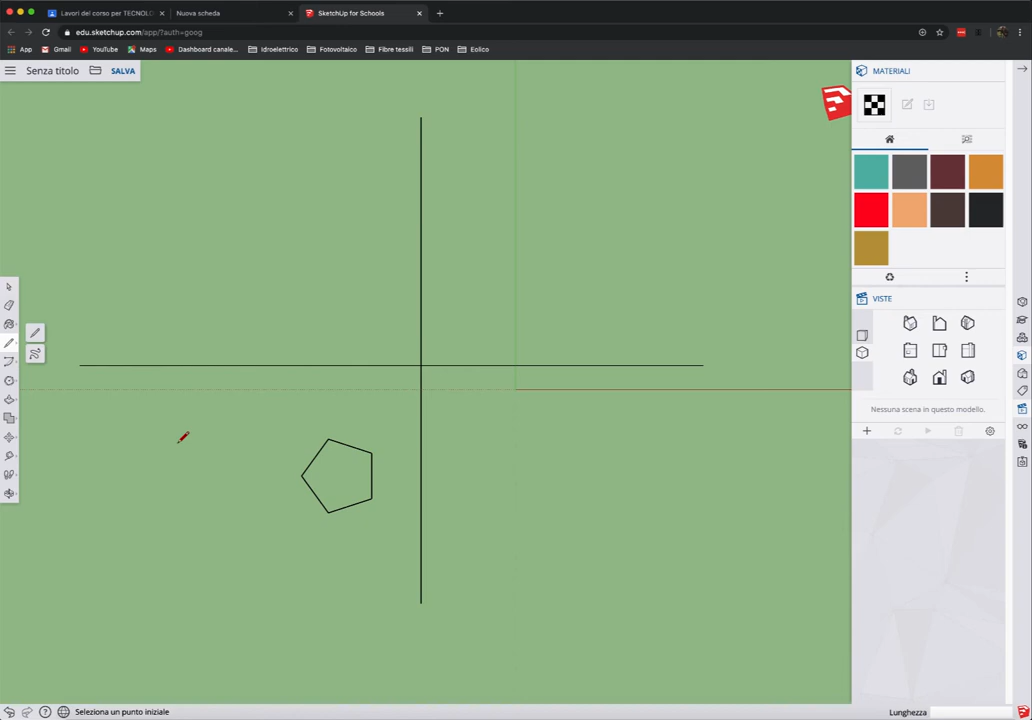 Lavori del corso per TECNOLO
Nuova scheda
SketchUp for Schools
edu.sketchup.com/app/?auth=goog
App
Gmail
YouTube
Maps
Dashboard canale...
Idroelettrico
Fotovoltaico
Fibre tessili
PON
Eolico
Senza titolo
SALVA
MATERIALI
VISTE
Nessuna scena in questo modello.
Seleziona un punto iniziale
Lunghezza